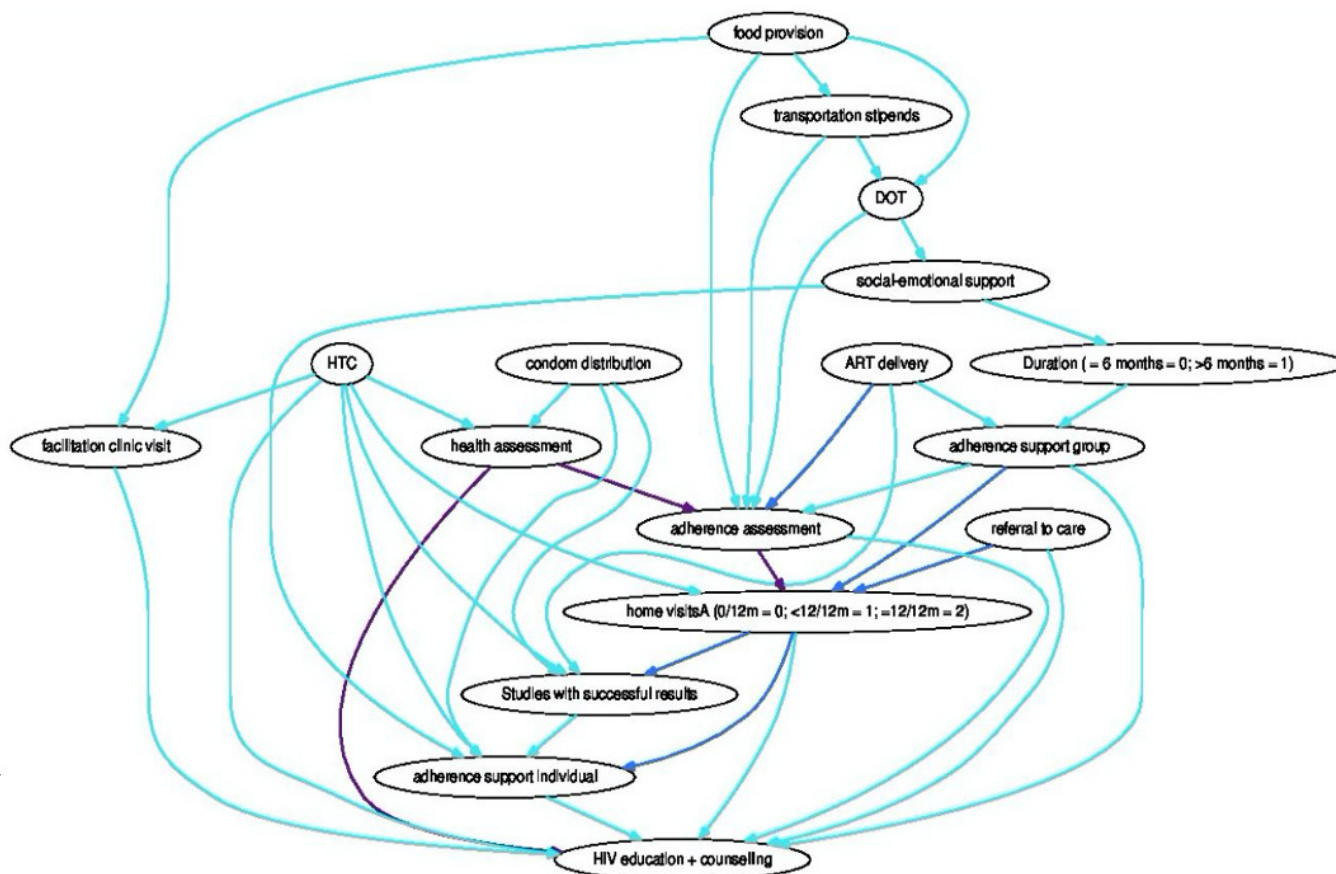 food provision
transportation stipends
DOT
social-emotional support
HTC
condom distribution
ART delivery
Duration ( = 6 months = 0; >6 months = 1)
facilitation clinic visit
health assessment
adherence support group
adherence assessment
referral to care
home visitsA (0/12m = 0; <12/12m = 1; =12/12m = 2)
Studies with successful results
adherence support individual
HIV education + counselling